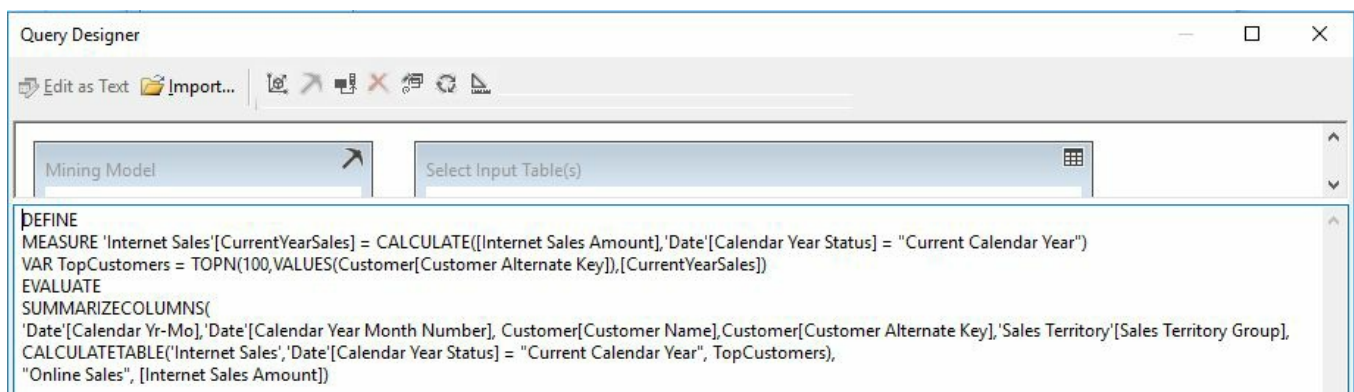 Query Designer
Edit as Text Import...
Mining Model
Select Input Table(s)
DEFINE
MEASURE 'Internet Sales'[CurrentYearSales] = CALCULATE([Internet Sales Amount],'Date'[Calendar Year Status] = "Current Calendar Year")
VAR TopCustomers = TOPN(100,VALUES(Customer[Customer Alternate Key]),[CurrentYearSales])
EVALUATE
SUMMARIZECOLUMNS(
'Date'[Calendar Yr-Mo],'Date'[Calendar Year Month Number], Customer[Customer Name],Customer[Customer Alternate Key],'Sales Territory'[Sales Territory Group],
CALCULATETABLE('Internet Sales','Date'[Calendar Year Status] = "Current Calendar Year", TopCustomers),
"Online Sales", [Internet Sales Amount])